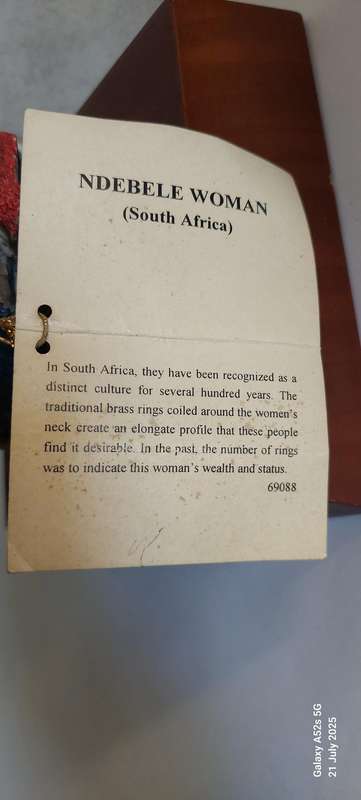 NDEBELE WOMAN
(South Africa)
In South Africa, they have been recognized as a
distinct culture for several hundred years. The
traditional brass rings coiled around the women's
neck create an elongate profile that these people
find it desirable. In the past, the number of rings
was to indicate this woman's wealth and status.
69088
Galaxy A52s 5G
21 July 2025